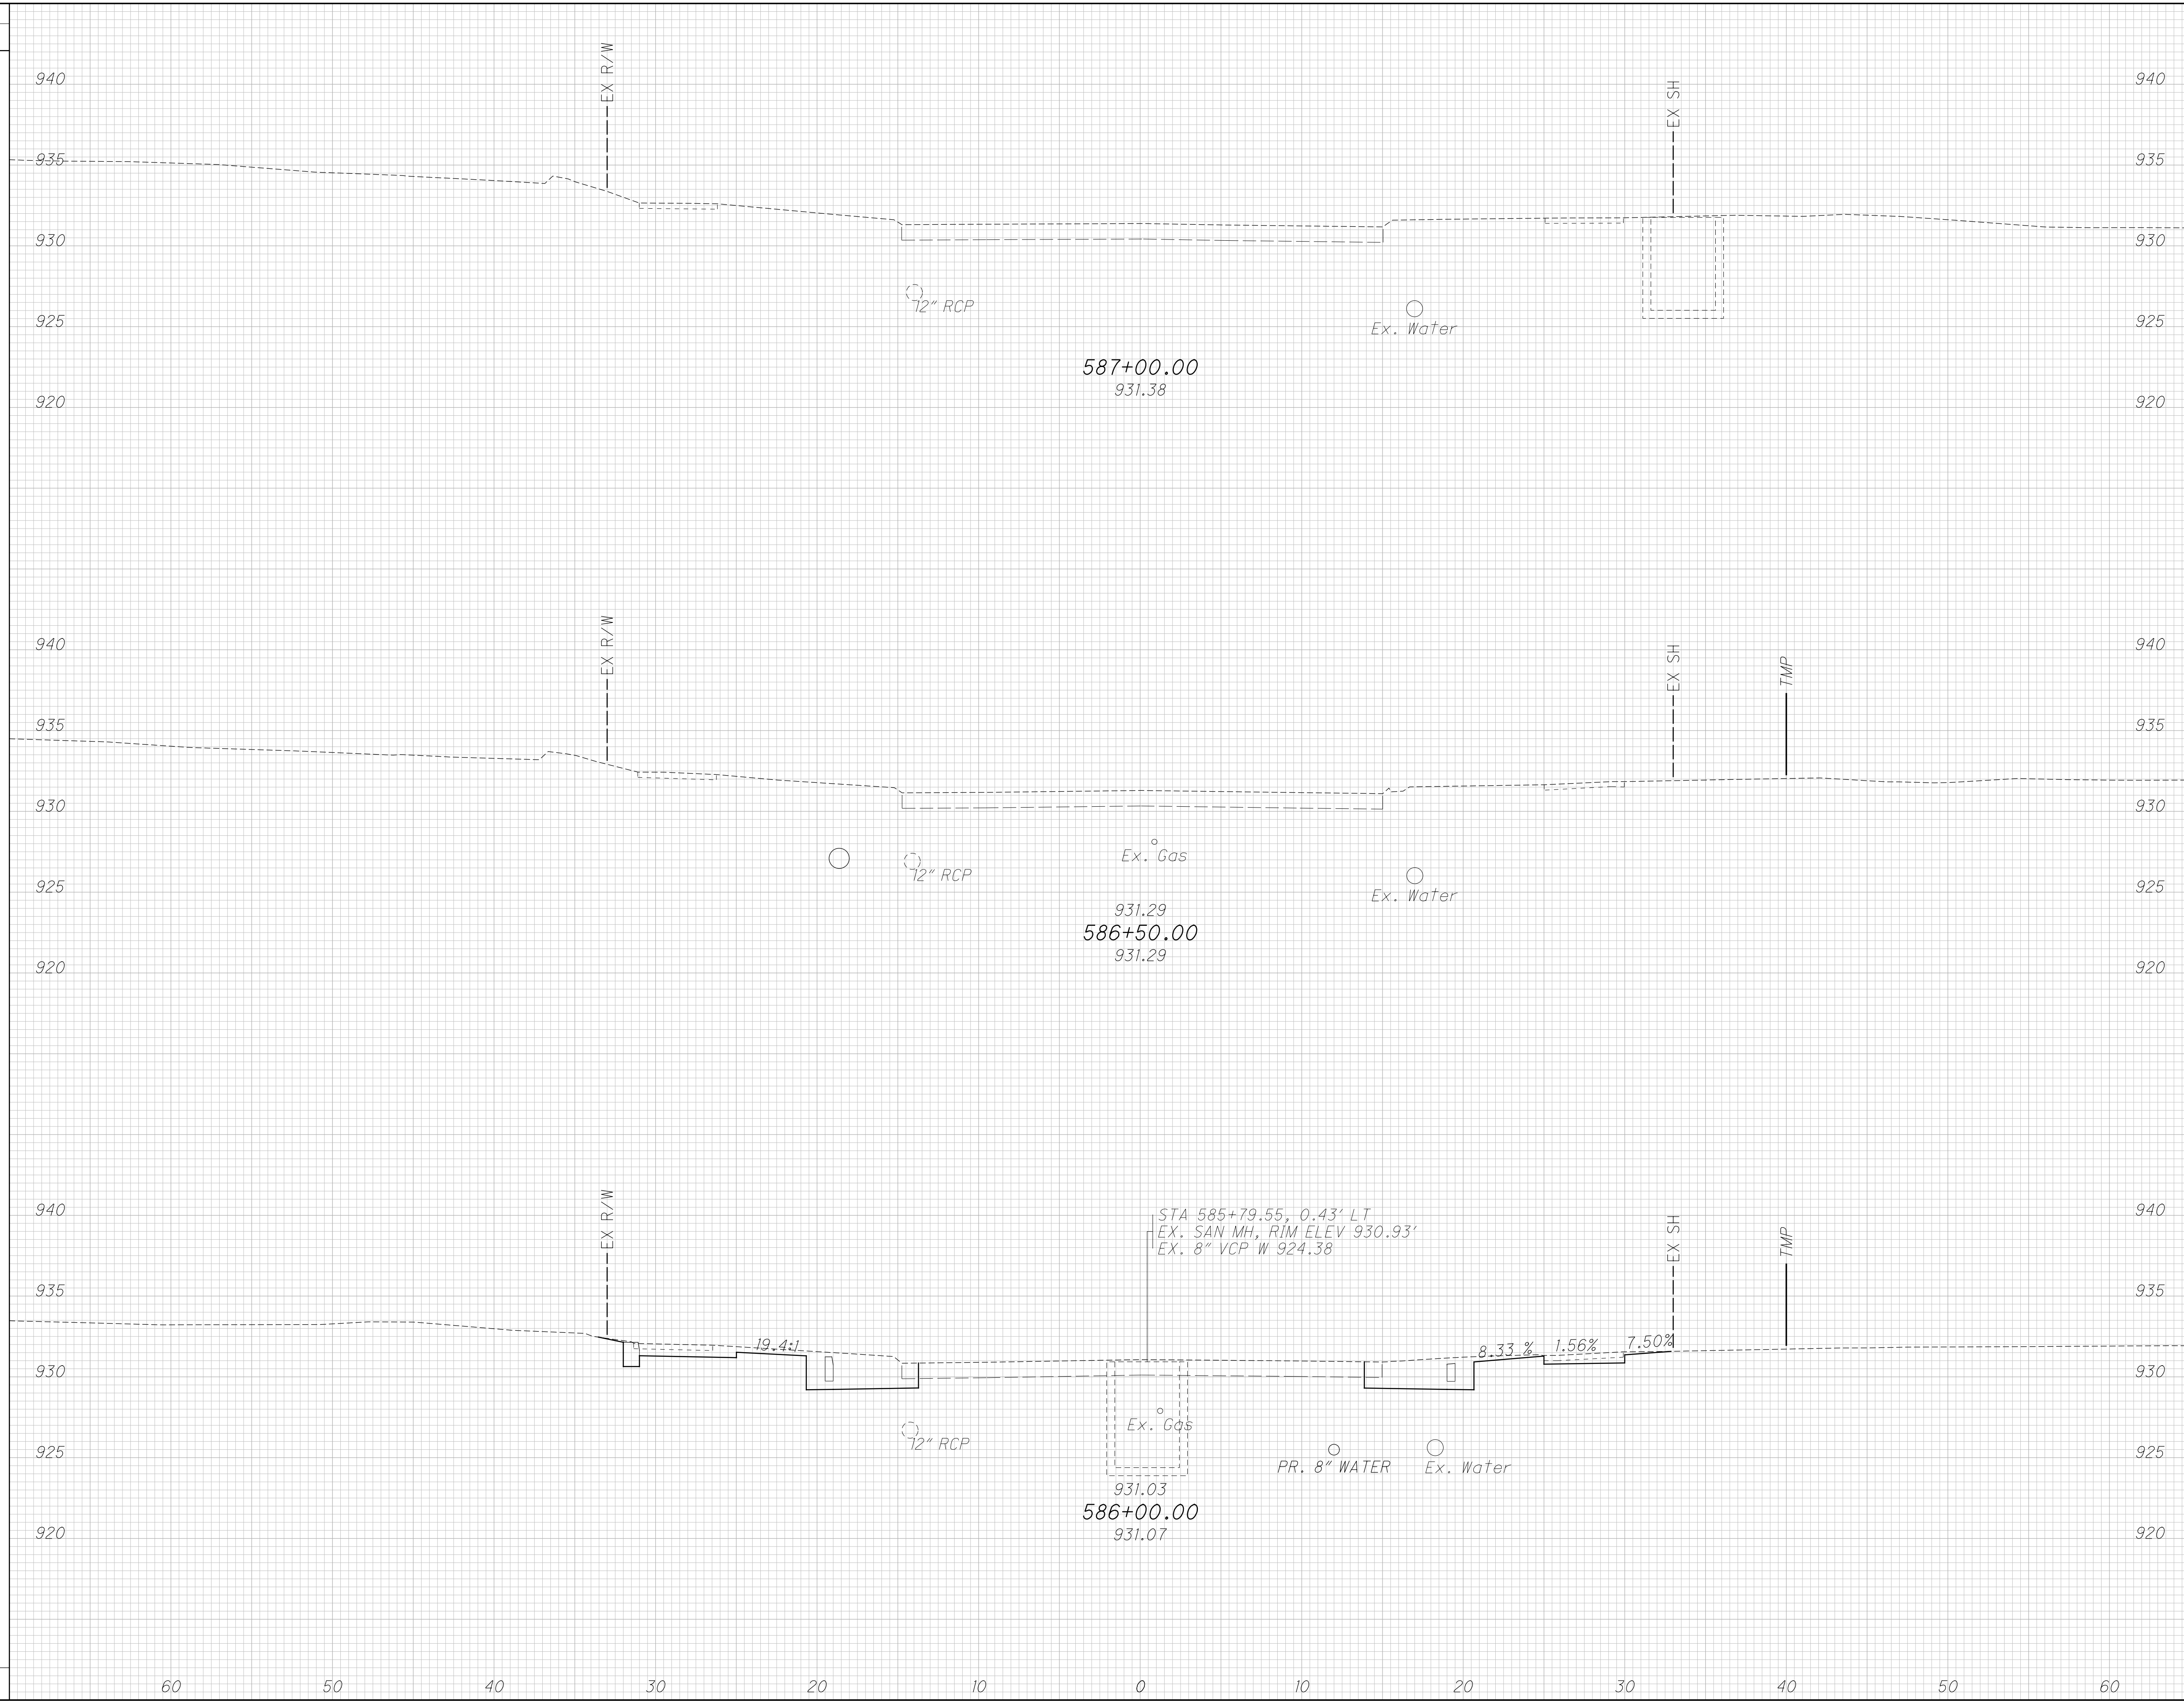 EX R/W
EX SH
940 940
935 935
930 930
12" RCP
Ex. Water
925 925
587+00.00
931.38
920 920
EX R/W
EX SH
TMP
940 940
935 935
930 930
Ex. Gas
12" RCP
Ex. Water
925 925
931.29
586+50.00
931.29
920 920
EX R/W
EX SH
TMP
940 940
STA 585+79.55, 0.43' LT
EX. SAN MH, RIM ELEV 930.93'
EX. 8" VCP W 924.38
935 935
19.4:1 8.33 % 1.56% 7.50%
930 930
Ex. Gas
12" RCP
925 925
PR. 8" WATER Ex. Water
931.03
586+00.00
931.07
920 920
60 50 40 30 20 10 0 10 20 30 40 50 60